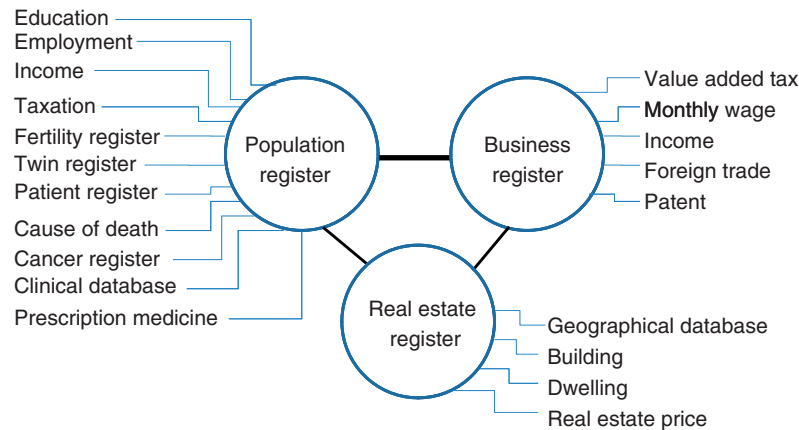 Education
Employment
Income
Taxation
Fertility register
Twin register
Patient register
Cause of death
Cancer register
Clinical database
Prescription medicine
Population
register
Business
register
Value added tax
Monthly wage
Income
Foreign trade
Patent
Real estate
register
Geographical database
Building
Dwelling
Real estate price